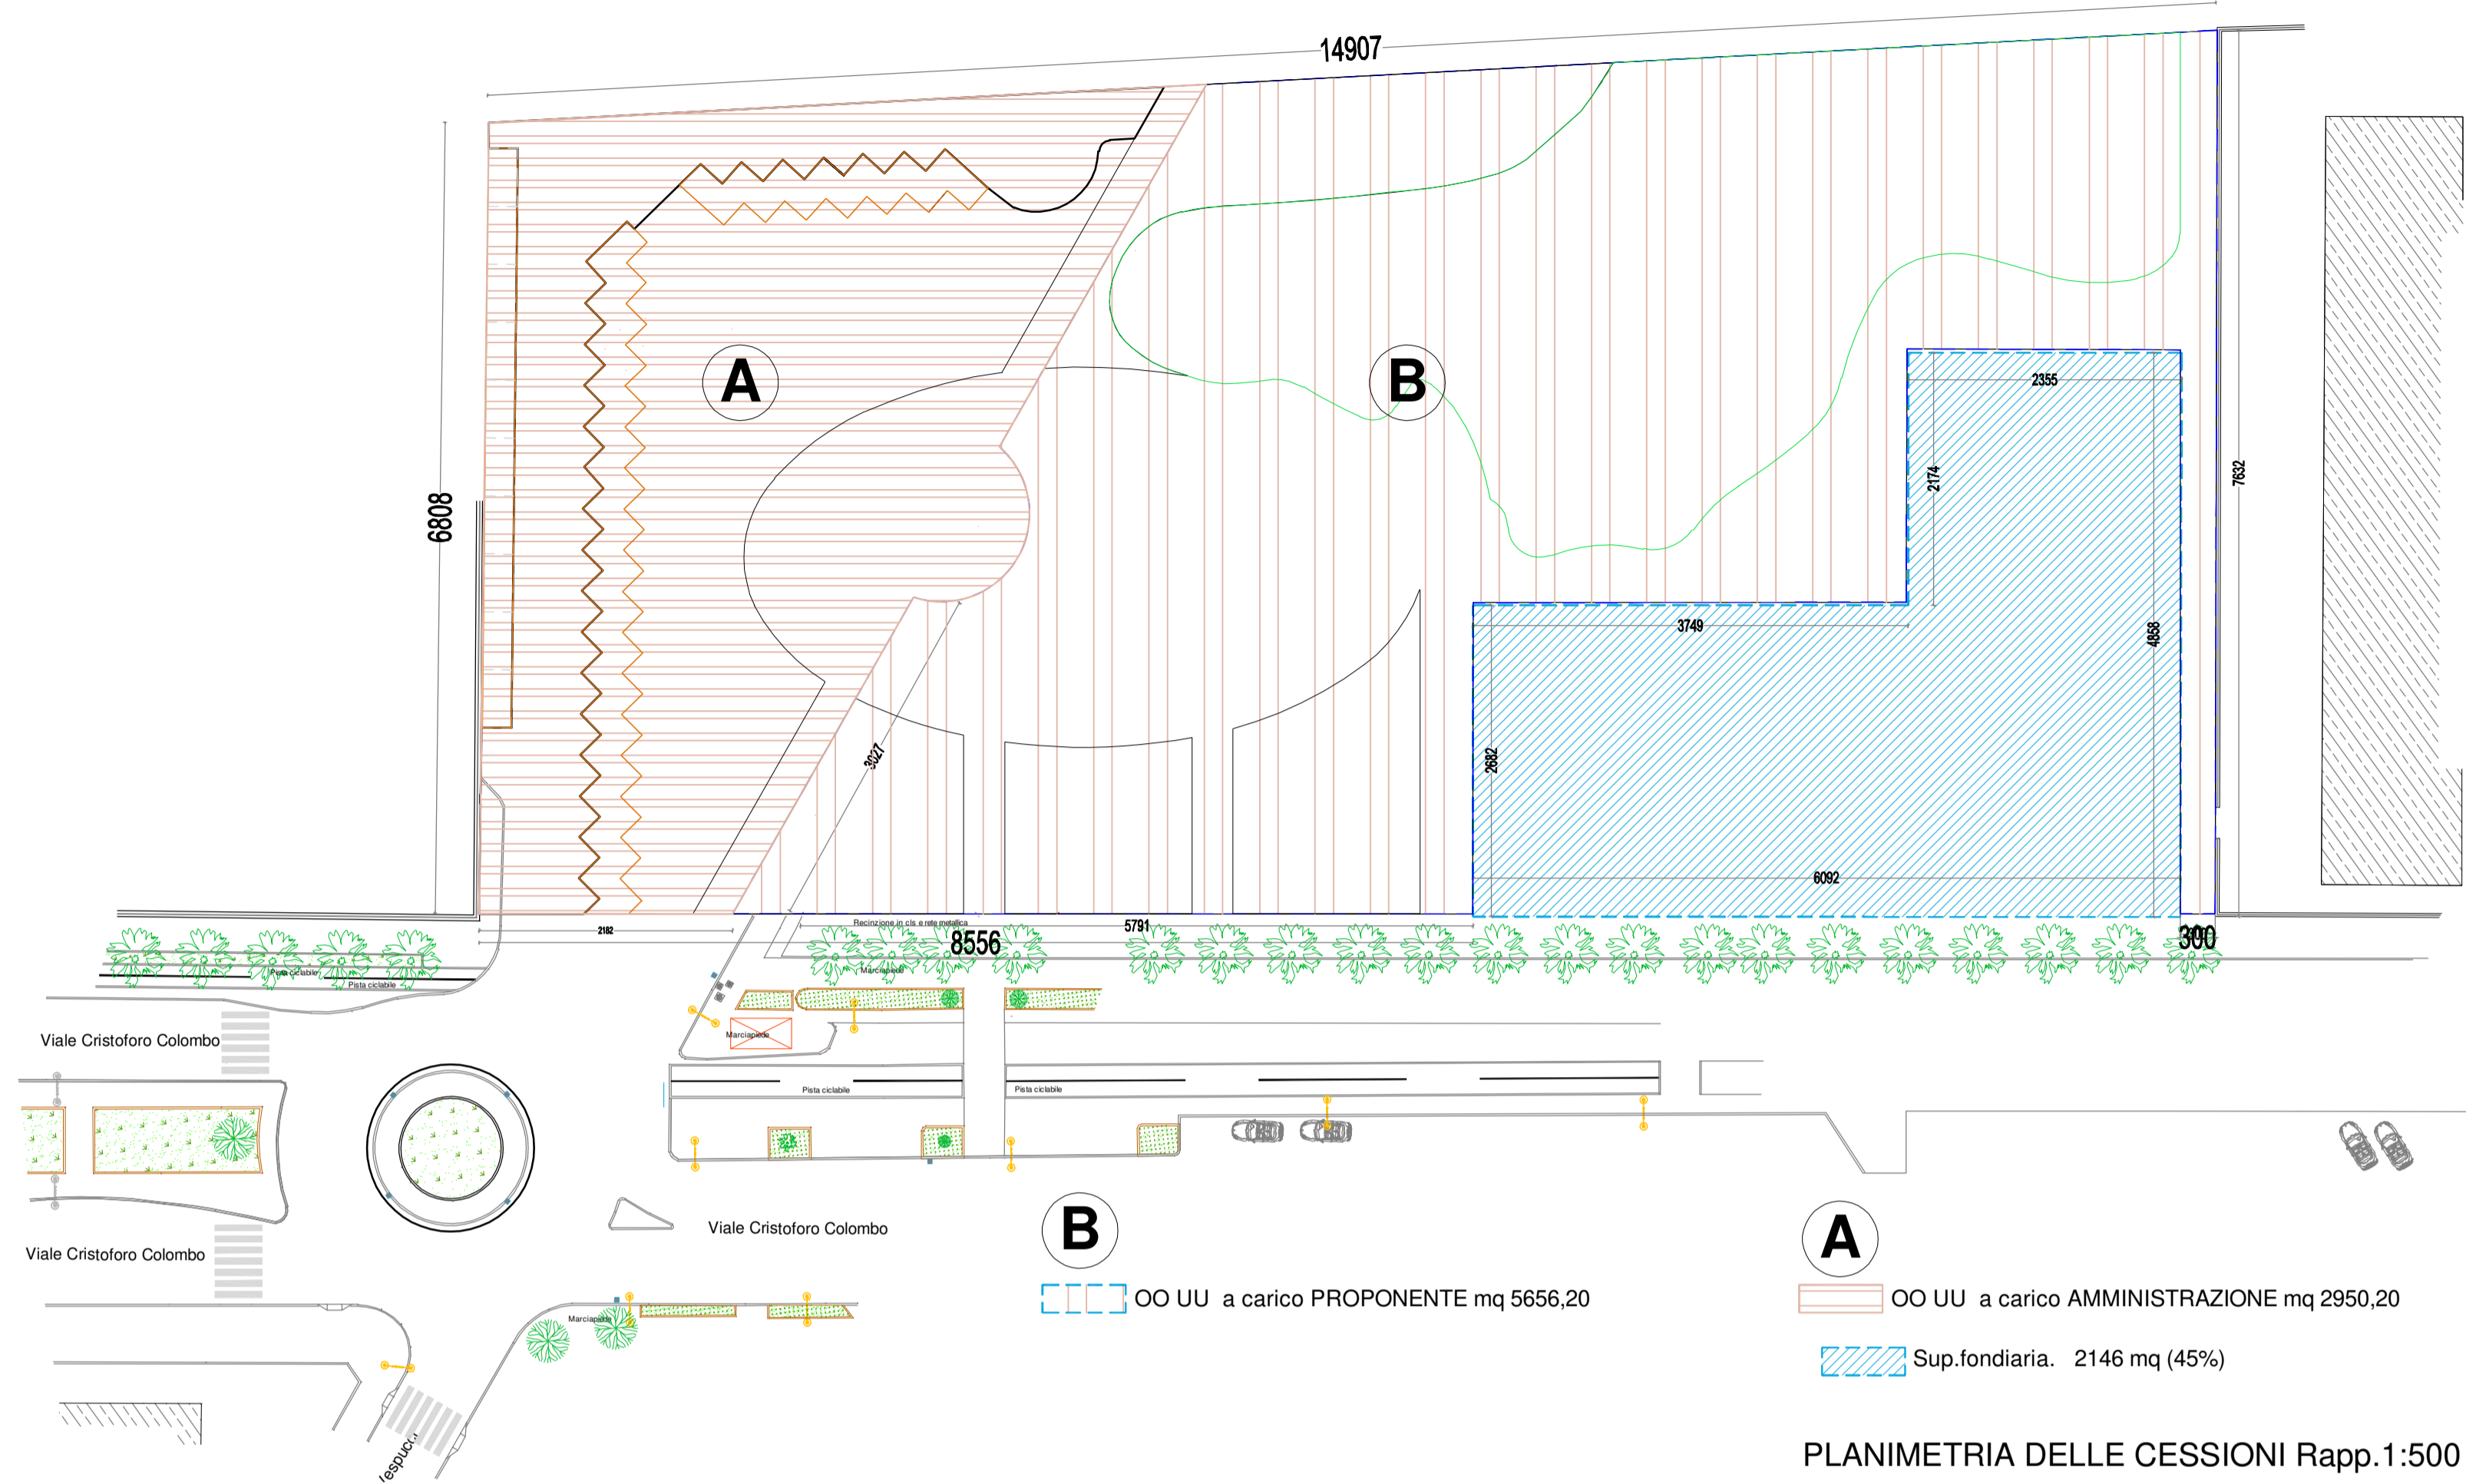 14907
A
B
2355
6808
2174
7632
3749
4858
3027
2682
6092
Recinzione in cls e rete metallica
5791
2182
8556
300
Pista ciclabile
Marciapiede
Pista ciclabile
Viale Cristoforo Colombo
Marciapiede
Pista ciclabile
Pista ciclabile
Viale Cristoforo Colombo
Viale Cristoforo Colombo
B
A
OO UU a carico PROPONENTE mq 5656,20
OO UU a carico AMMINISTRAZIONE mq 2950,20
Marciapiede
Sup.fondiaria. 2146 mq (45%)
PLANIMETRIA DELLE CESSIONI Rapp.1:500